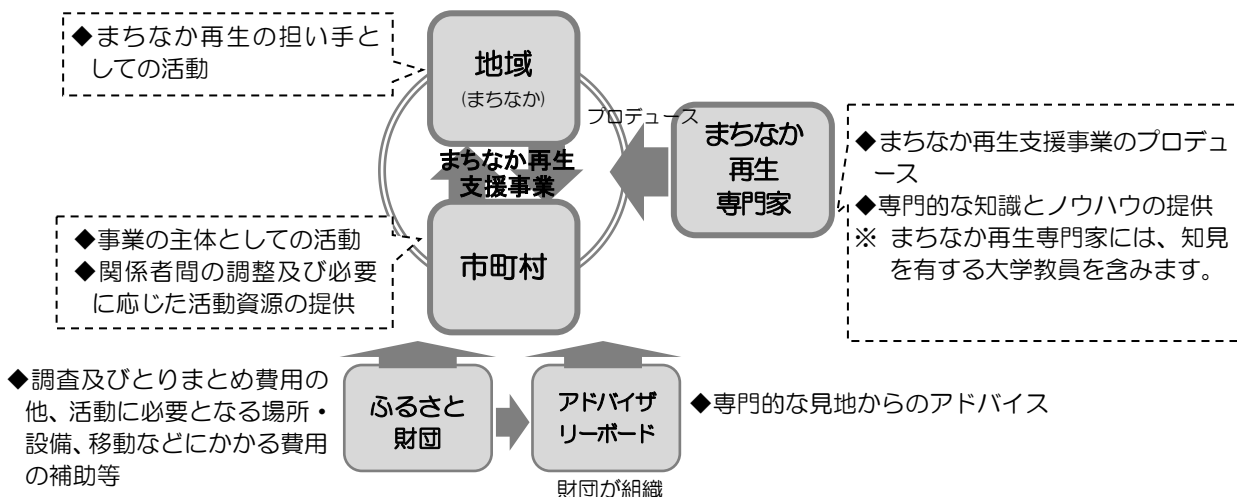 ◆まちなか再生の担い手と
しての活動
地域
(まちなか)
プロデュース
まちなか
再生
専門家
◆まちなか再生支援事業のプロデュ
ース
◆専門的な知識とノウハウの提供
※ まちなか再生専門家には、知見
を有する大学教員を含みます。
まちなか再生
支援事業
◆事業の主体としての活動
◆関係者間の調整及び必要
に応じた活動資源の提供
市町村
◆調査及びとりまとめ費用の
他、活動に必要となる場所・
設備、移動などにかかる費用
の補助等
ふるさと
財団
アドバイザ
リーボード
◆専門的な見地からのアドバイス
財団が組織